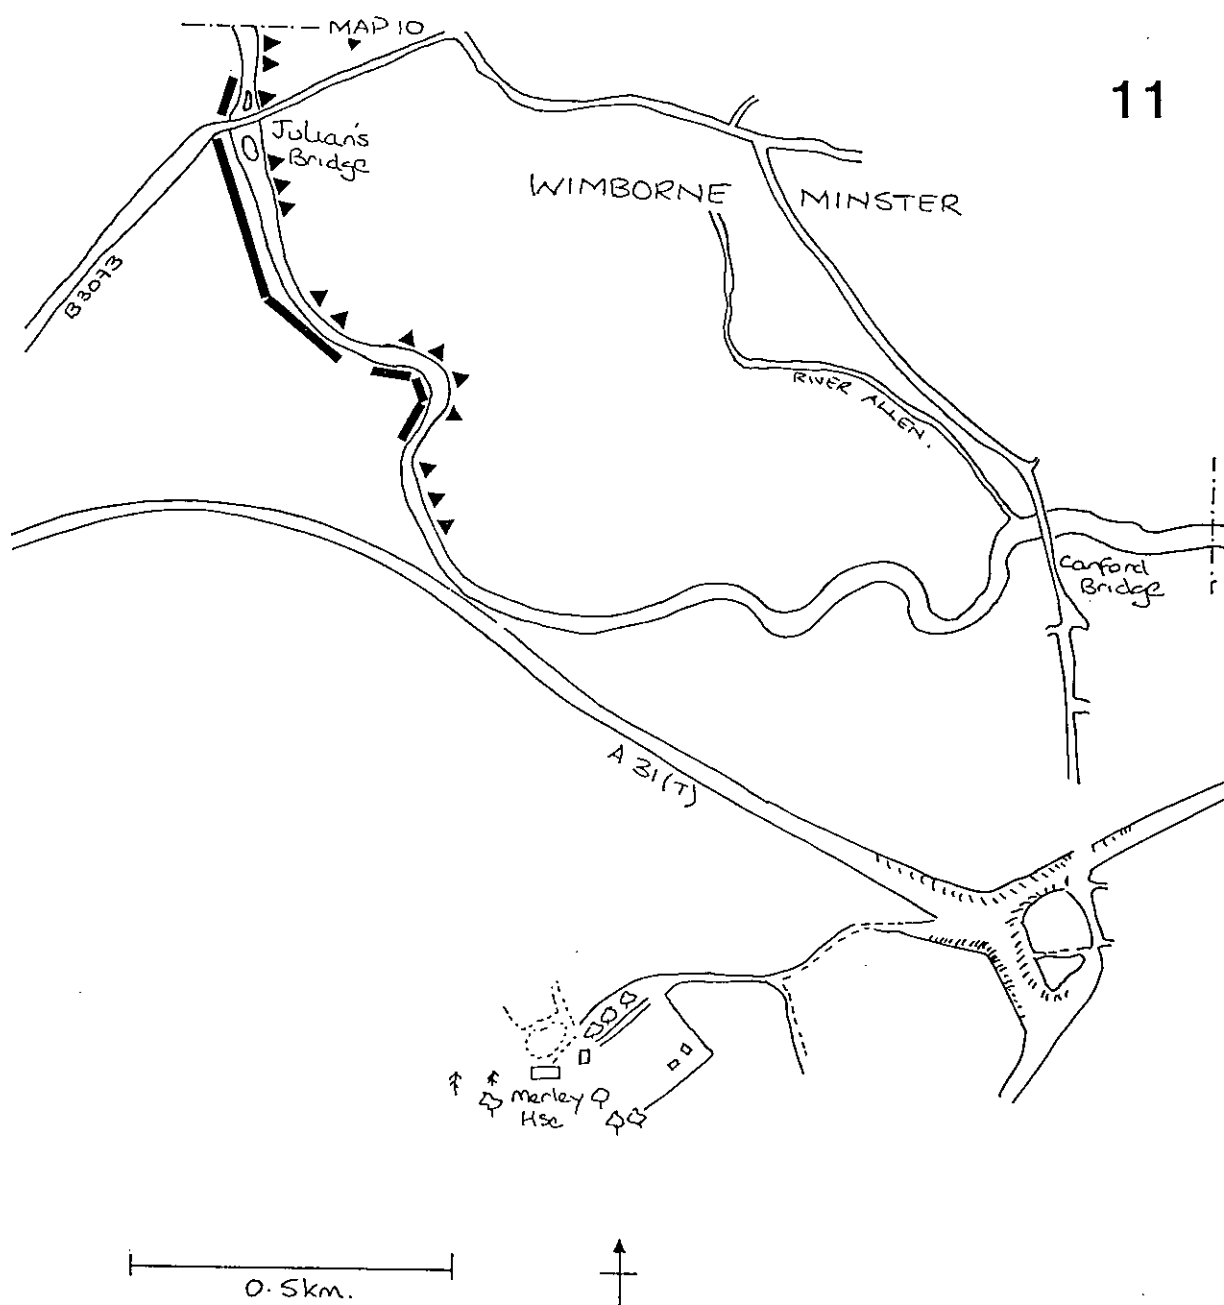 MAP 10
11
Julian's
Bridge
WIMBORNE MINSTER
B3073
RIVER ALLEN.
Canford
Bridge
A 31(T)
Merley
Hse
0.5km.